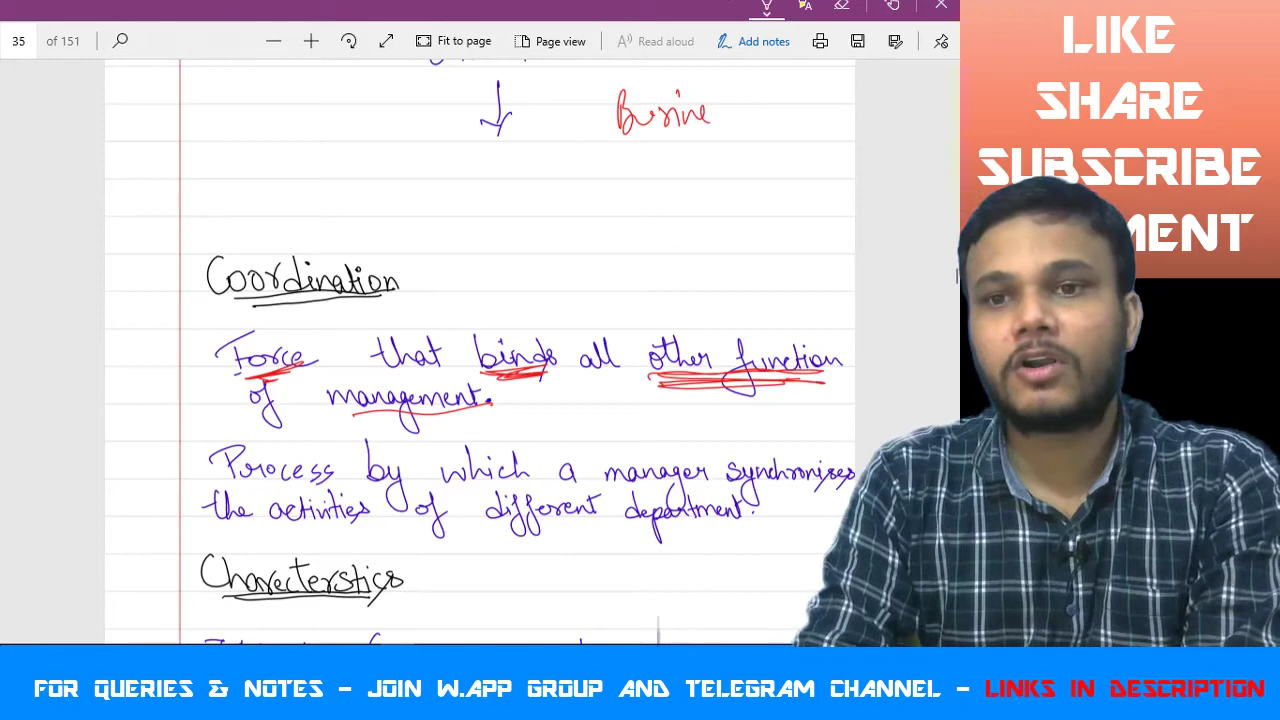 35 of 151
Fit to page
Page view
Read aloud
Add notes
LIKE
SHARE
SUBSCRIBE
MENT
Busine
Coordination
Force that binds all other function
of management.
Process by which a manager synchronises
the activities of different department.
Charecterstics
FOR QUERIES & NOTES - JOIN W.APP GROUP AND TELEGRAM CHANNEL - LINKS IN DESCRIPTION